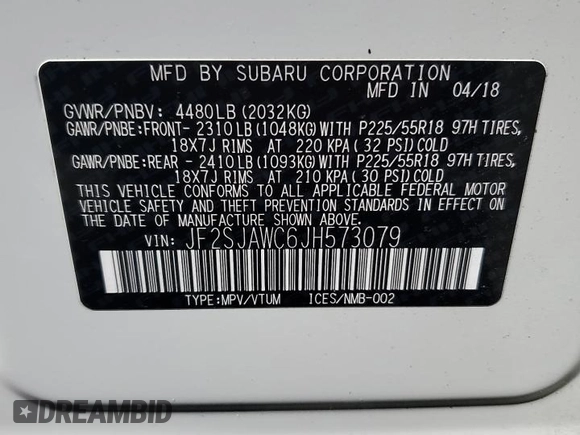 MFD BY SUBARU CORPORATION
MFD IN 04/18
GVWR/PNBV: 4480LB(2032KG)
GAWR/PNBE:FRONT- 2310LB(1048KG)WITH P225/55R18 97H TIRES,
18X7J RIMS AT 220 KPA( 32 PSI)COLD
GAWR/PNBE:REAR - 2410LB(1093KG)WITH P225/55R18 97H TIRES,
18X7J RIMS AT 210 KPA( 30 PSI)COLD
THIS VEHICLE CONFORMS TO ALL APPLICABLE FEDERAL MOTOR
VEHICLE SAFETY AND THEFT PREVENTION STANDARDS IN EFFECT
ON THE DATE OF MANUFACTURE SHOWN ABOVE.
VIN: JF2SJAWC6JH573079
TYPE:MPV/VTUM ICES/NMB-002
DREAMBID